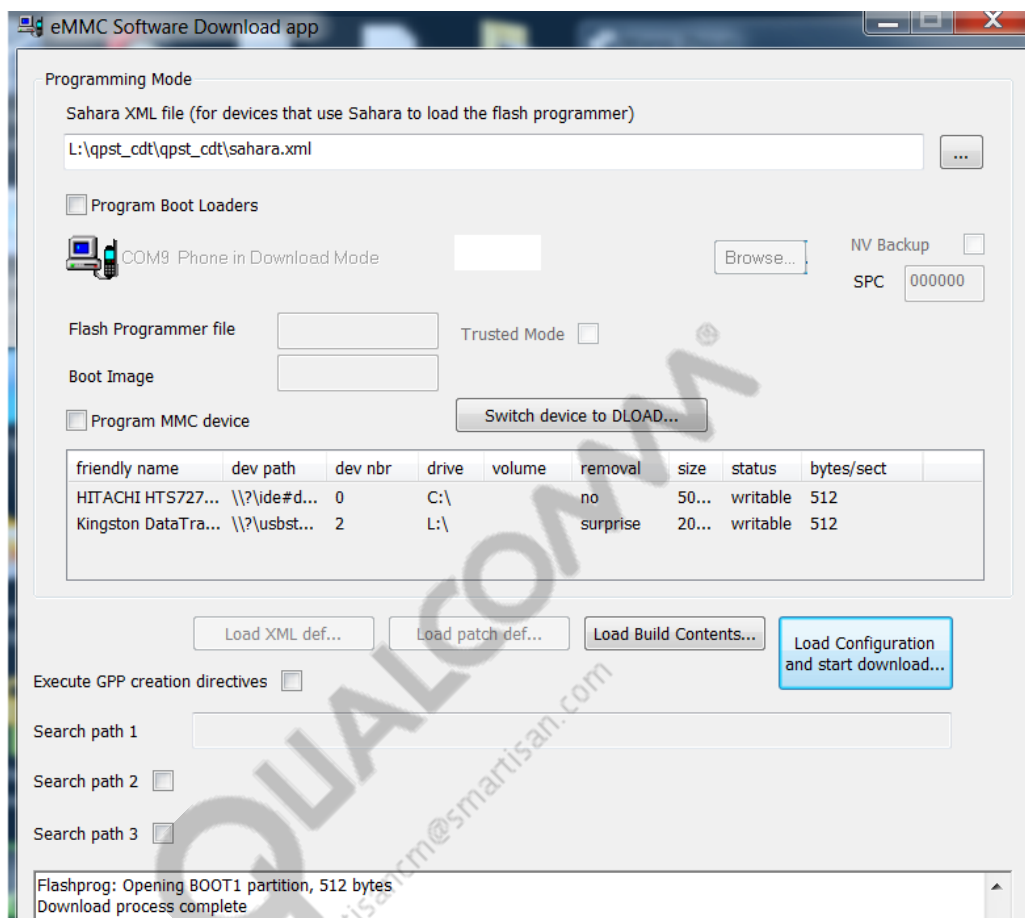 eMMC Software Download app
Programming Mode
Sahara XML file (for devices that use Sahara to load the flash programmer)
L:\qpst_cdt\qpst_cdt\sahara.xml
...
Program Boot Loaders
COM9 Phone in Download Mode
Browse...
NV Backup
SPC
000000
Flash Programmer file
Trusted Mode
Boot Image
Program MMC device
Switch device to DLOAD...
friendly name dev path dev nbr drive volume removal size status bytes/sect
HITACHI HTS727... \\?\ide#d... 0 C:\ no 50... writable 512
Kingston DataTra... \\?\usbst... 2 L:\ surprise 20... writable 512
Load XML def...
Load patch def...
Load Build Contents...
Load Configuration
and start download...
Execute GPP creation directives
Search path 1
Search path 2
Search path 3
Flashprog: Opening BOOT1 partition, 512 bytes
Download process complete
QUALCOMM®
artisancm@smartisan.com